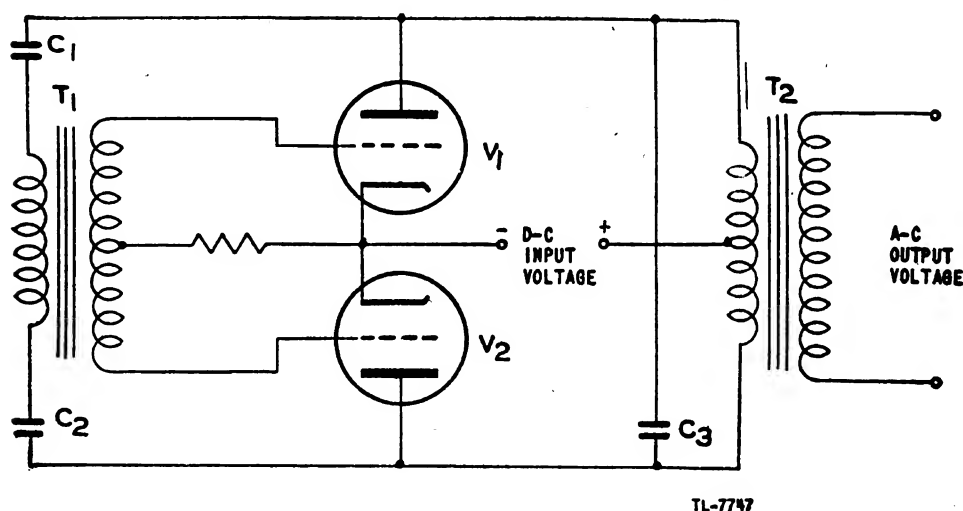 C1
T1
V1
T2
- +
D-C
INPUT
VOLTAGE
A-C
OUTPUT
VOLTAGE
V2
C2
C3
TL-7747